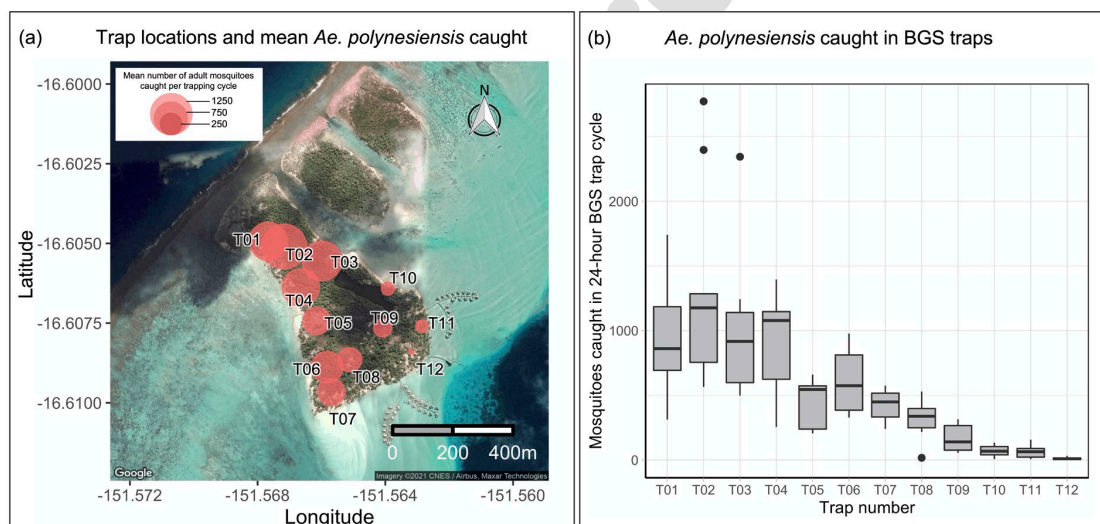 (a) Trap locations and mean Ae. polynesiensis caught
Mean number of adult mosquitoes
caught per trapping cycle
1250
750
250
N
Latitude
-16.6000
-16.6025
-16.6050
-16.6075
-16.6100
T01
T02
T03
T04
T05
T06
T07
T08
T09
T10
T11
T12
0 200 400m
Google
Imagery ©2021 CNES / Airbus, Maxar Technologies
-151.572 -151.568 -151.564 -151.560
Longitude
(b) Ae. polynesiensis caught in BGS traps
Mosquitoes caught in 24-hour BGS trap cycle
2000
1000
0
T01 T02 T03 T04 T05 T06 T07 T08 T09 T10 T11 T12
Trap number